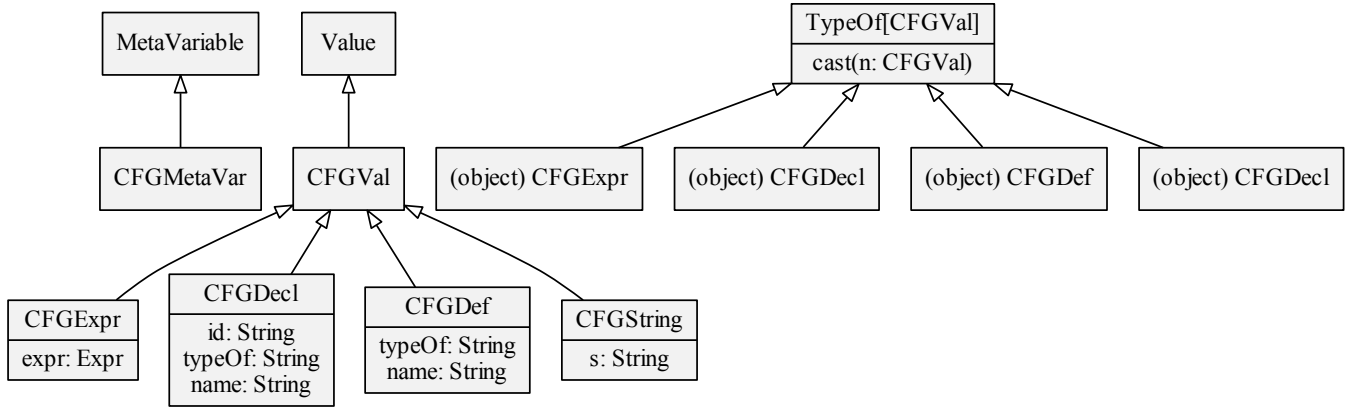 MetaVariable
Value
TypeOf[CFGVal]
cast(n: CFGVal)
CFGMetaVar
CFGVal
(object) CFGExpr
(object) CFGDecl
(object) CFGDef
(object) CFGDecl
CFGExpr
expr: Expr
CFGDecl
id: String
typeOf: String
name: String
CFGDef
typeOf: String
name: String
CFGString
s: String